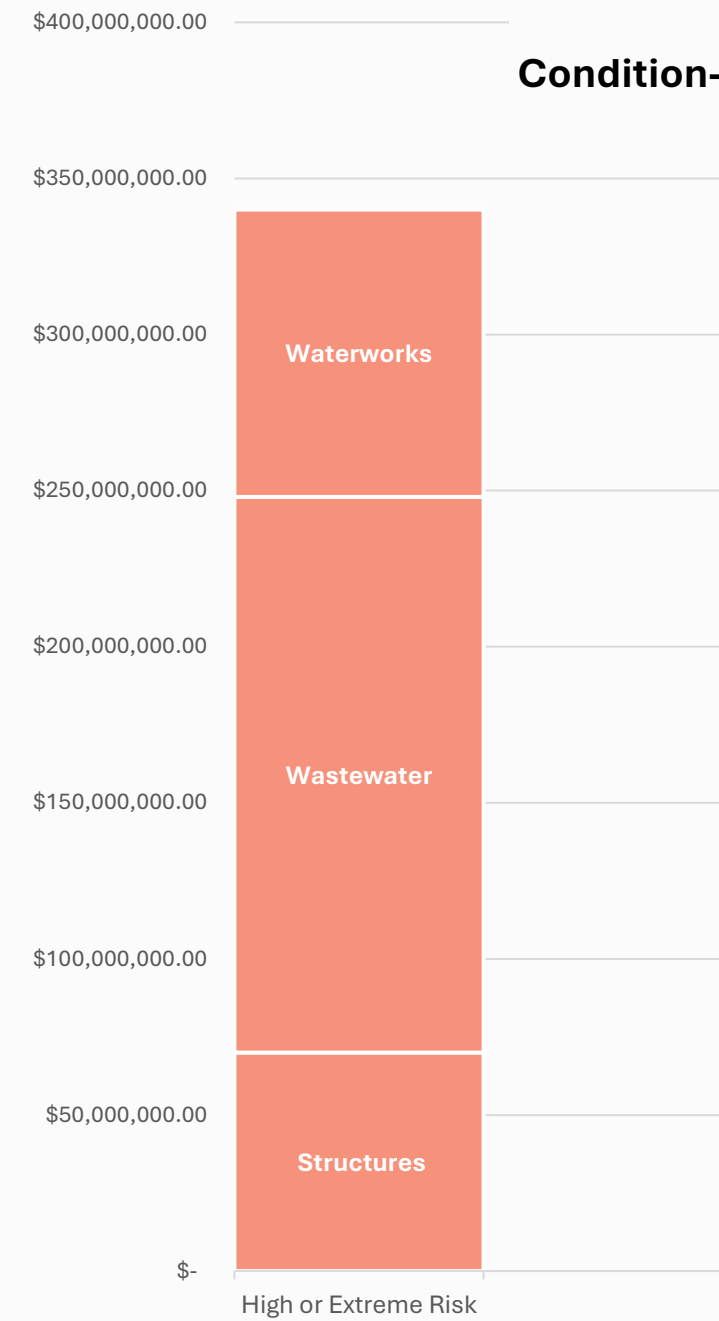 $400,000,000.00
Condition-
$350,000,000.00
Waterworks
$300,000,000.00
$250,000,000.00
$200,000,000.00
Wastewater
$150,000,000.00
$100,000,000.00
$50,000,000.00
Structures
$-
High or Extreme Risk